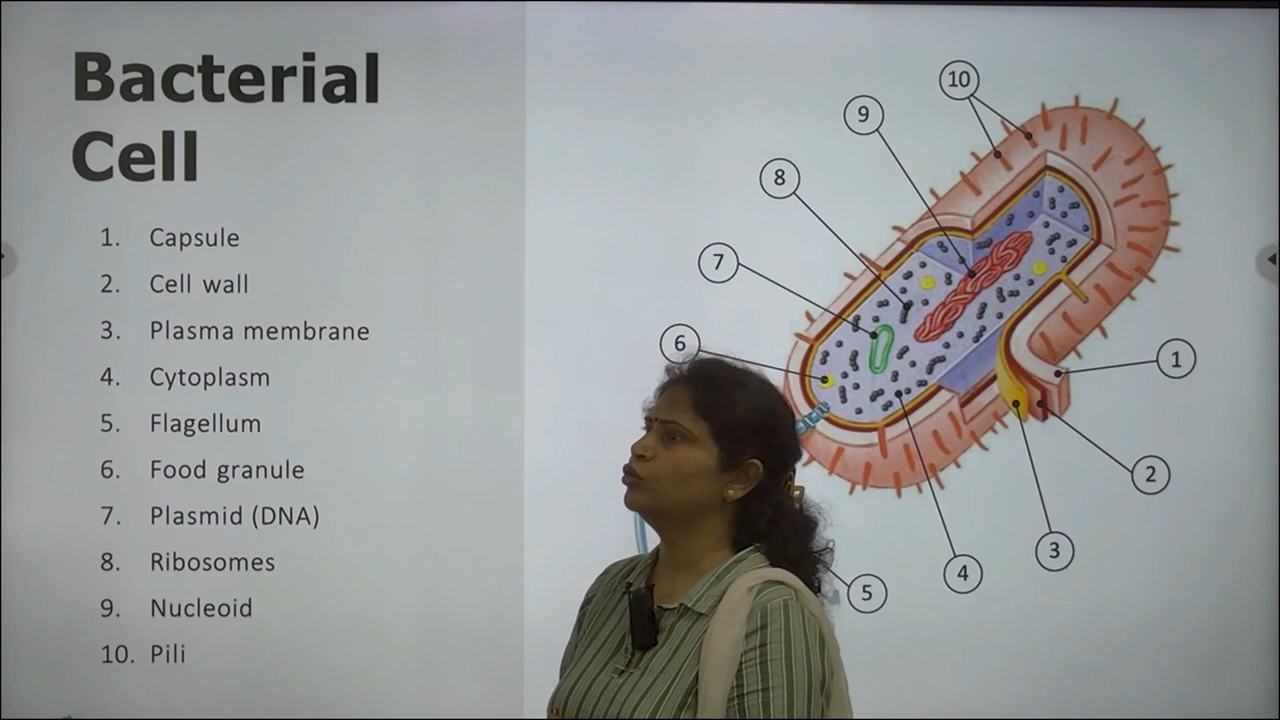 Bacterial
Cell
1. Capsule
2. Cell wall
3. Plasma membrane
4. Cytoplasm
5. Flagellum
6. Food granule
7. Plasmid (DNA)
8. Ribosomes
9. Nucleoid
10. Pili
10
9
8
7
6
1
2
3
4
5